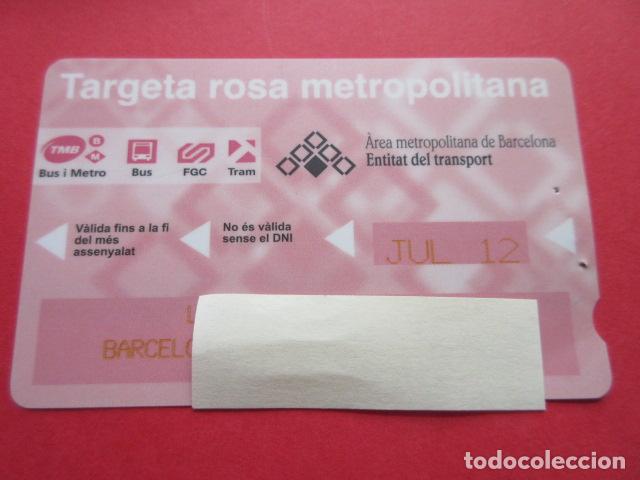 Targeta rosa metropolitana
TMB B M
Bus i Metro Bus FGC Tram
Àrea metropolitana de Barcelona
Entitat del transport
Vàlida fins a la fi
del més
assenyalat
No és vàlida
sense el DNI
JUL 12
todocoleccion